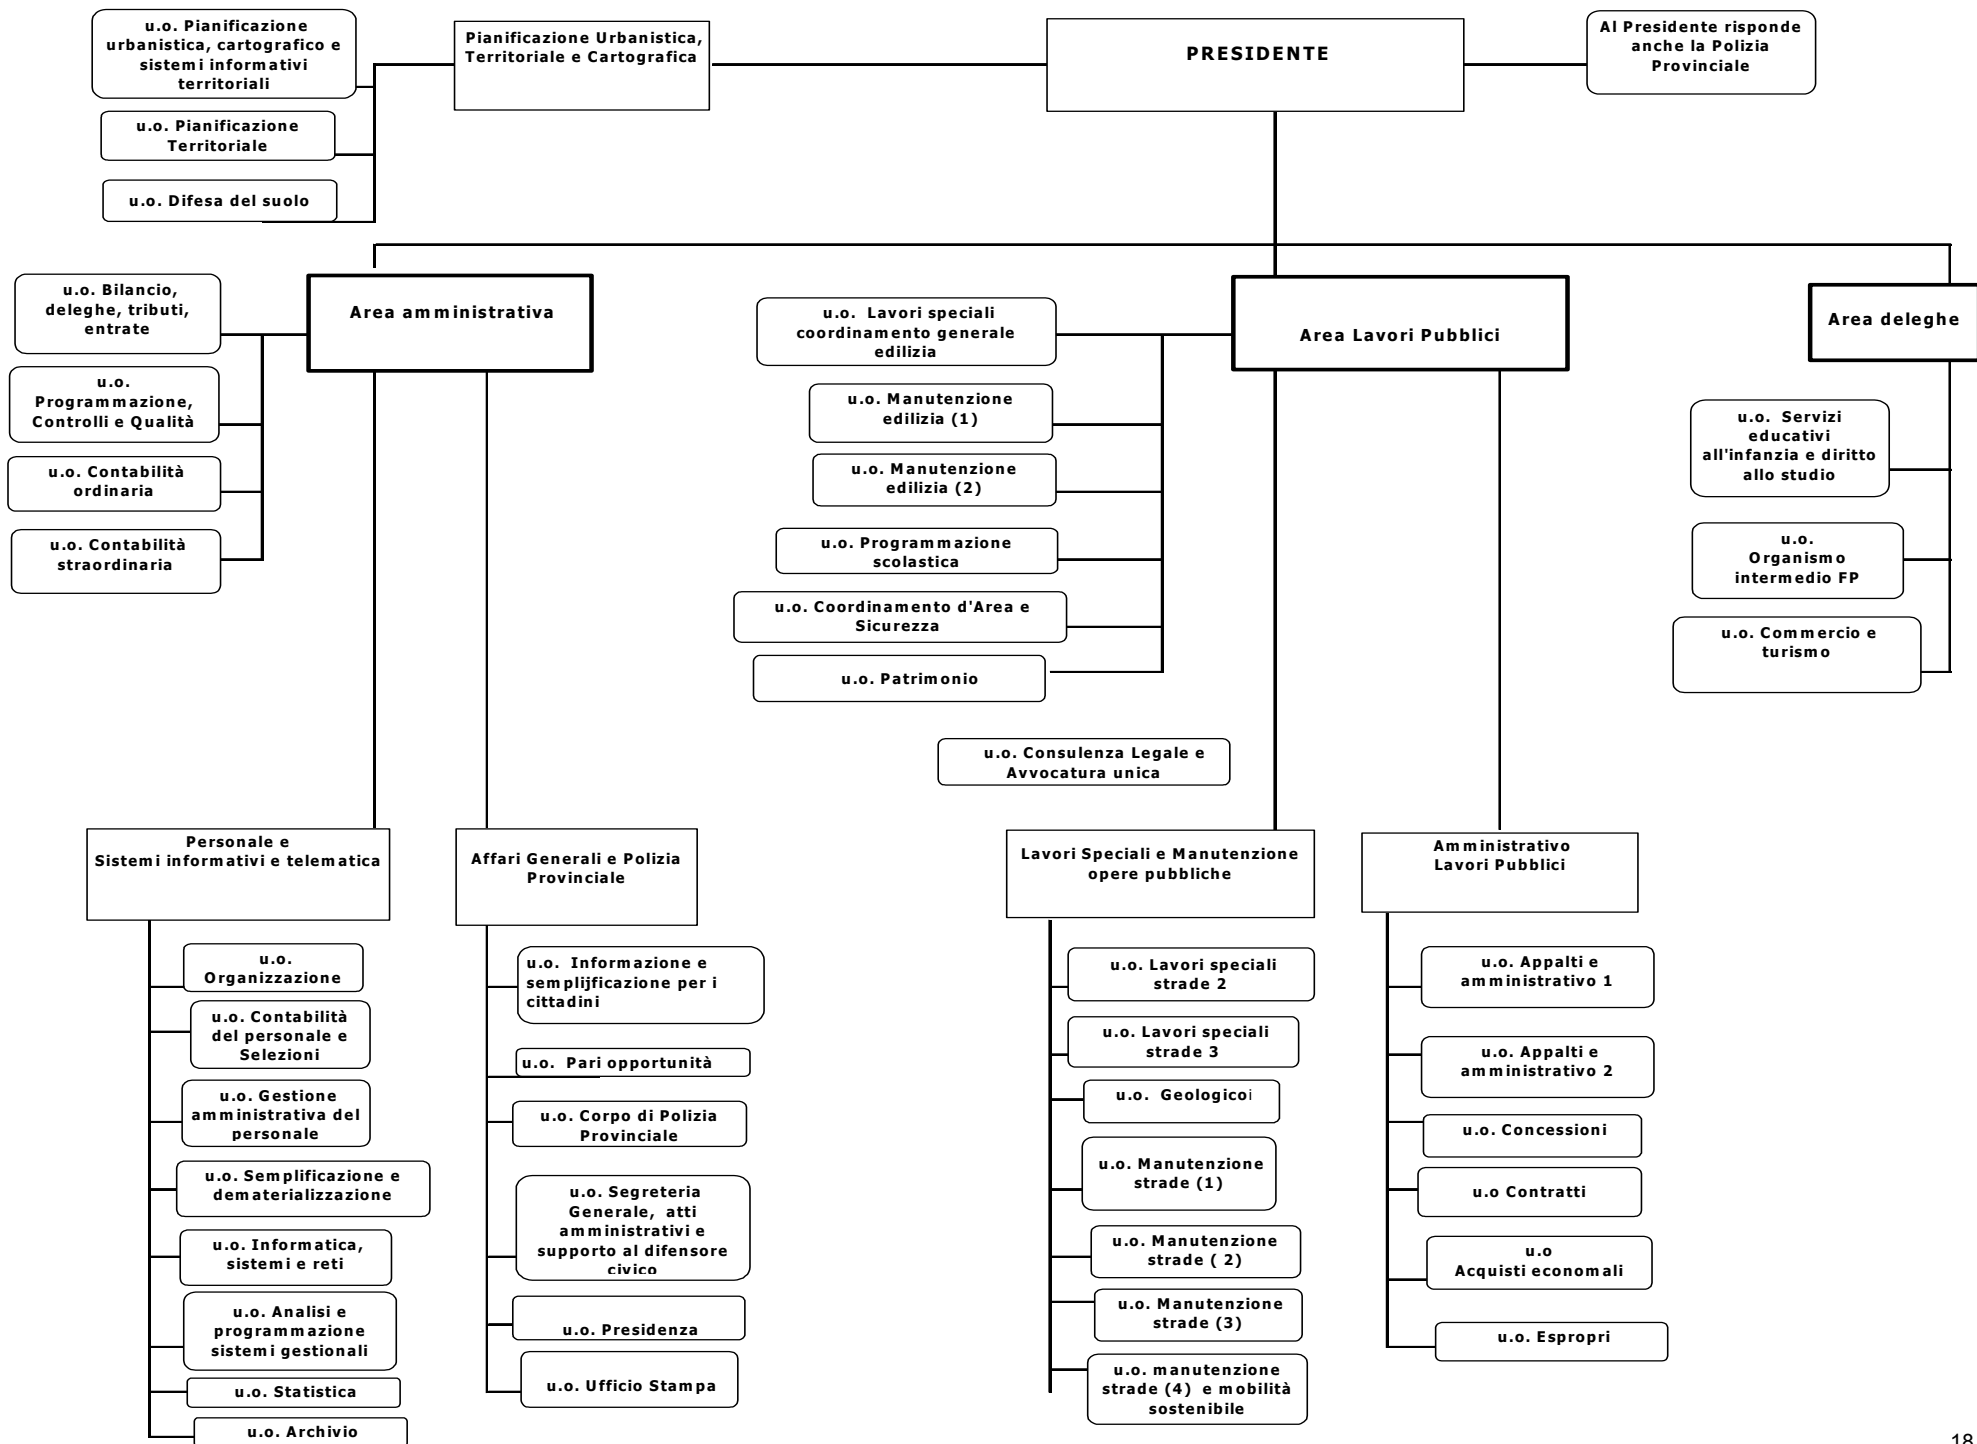 u.o. Pianificazione
urbanistica, cartografico e
sistemi informativi
territoriali
Pianificazione Urbanistica,
Territoriale e Cartografica
PRESIDENTE
Al Presidente risponde
anche la Polizia
Provinciale
u.o. Pianificazione
Territoriale
u.o. Difesa del suolo
u.o. Bilancio,
deleghe, tributi,
entrate
Area amministrativa
u.o. Lavori speciali
coordinamento generale
edilizia
Area Lavori Pubblici
Area deleghe
u.o.
Programmazione,
Controlli e Qualità
u.o. Contabilità
ordinaria
u.o. Contabilità
straordinaria
u.o. Manutenzione
edilizia (1)
u.o. Manutenzione
edilizia (2)
u.o. Programmazione
scolastica
u.o. Coordinamento d'Area e
Sicurezza
u.o. Patrimonio
u.o. Servizi
educativi
all'infanzia e diritto
allo studio
u.o.
Organismo
intermedio FP
u.o. Commercio e
turismo
u.o. Consulenza Legale e
Avvocatura unica
Personale e
Sistemi informativi e telematica
Affari Generali e Polizia
Provinciale
Lavori Speciali e Manutenzione
opere pubbliche
Amministrativo
Lavori Pubblici
u.o.
Organizzazione
u.o. Contabilità
del personale e
Selezioni
u.o. Gestione
amministrativa del
personale
u.o. Semplificazione e
dematerializzazione
u.o. Informatica,
sistemi e reti
u.o. Analisi e
programmazione
sistemi gestionali
u.o. Statistica
u.o. Archivio
u.o. Informazione e
semplijficazione per i
cittadini
u.o. Pari opportunità
u.o. Corpo di Polizia
Provinciale
u.o. Segreteria
Generale, atti
amministrativi e
supporto al difensore
civico
u.o. Presidenza
u.o. Ufficio Stampa
u.o. Lavori speciali
strade 2
u.o. Lavori speciali
strade 3
u.o. Geologicoi
u.o. Manutenzione
strade (1)
u.o. Manutenzione
strade ( 2)
u.o. Manutenzione
strade (3)
u.o. manutenzione
strade (4) e mobilità
sostenibile
u.o. Appalti e
amministrativo 1
u.o. Appalti e
amministrativo 2
u.o. Concessioni
u.o Contratti
u.o
Acquisti economali
u.o. Espropri
18